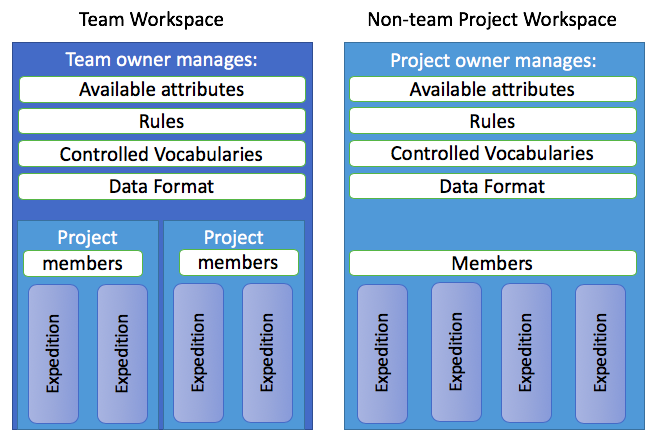 Team Workspace
Team owner manages:
Available attributes
Rules
Controlled Vocabularies
Data Format
Project
members
Expedition
Expedition
Project
members
Expedition
Expedition
Non-team Project Workspace
Project owner manages:
Available attributes
Rules
Controlled Vocabularies
Data Format
Members
Expedition
Expedition
Expedition
Expedition